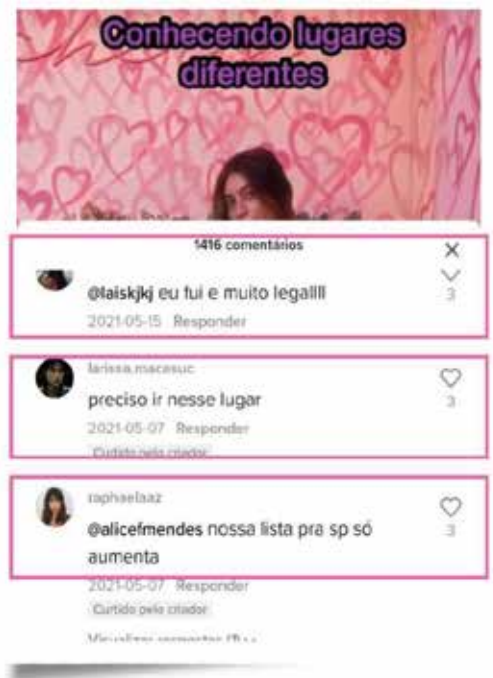 Conhecendo lugares
diferentes
1416 comentários
@laiskjkj eu fui e muito legallll
3
2021-05-15 Responder
larissa.macasuc
preciso ir nesse lugar
3
2021-05-07 Responder
Curtido pelo criador
raphaelaaz
@alicefmendes nossa lista pra sp só
3
aumenta
2021-05-07 Responder
Curtido pelo criador
Visualizar respostas